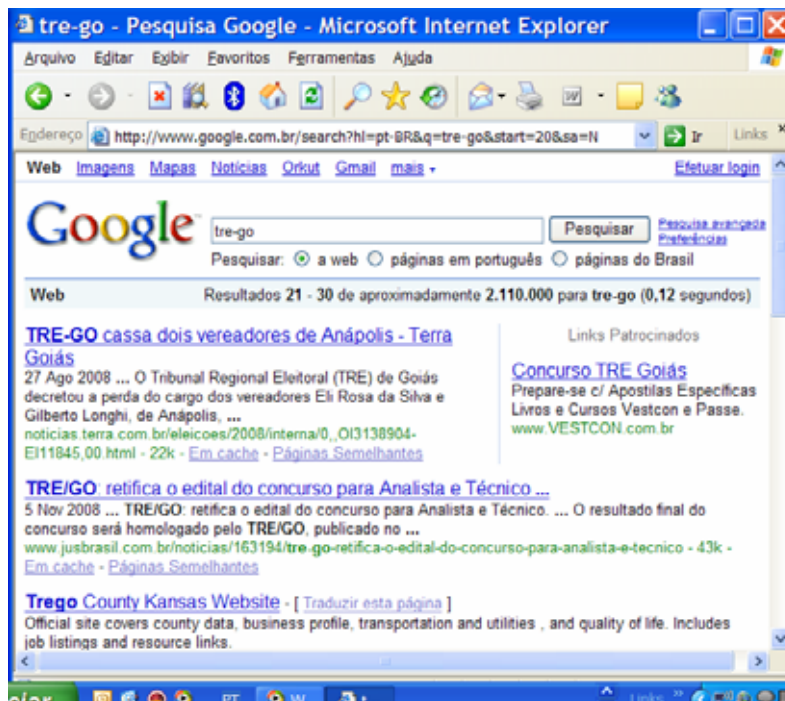 tre-go - Pesquisa Google - Microsoft Internet Explorer
Arquivo Editar Exibir Favoritos Ferramentas Ajuda
Endereço http://www.google.com.br/search?hl=pt-BR&q=tre-go&start=20&sa=N Ir Links
Web Imagens Mapas Notícias Orkut Gmail mais Efetuar login
Google tre-go Pesquisar Pesquisa avançada
Preferências
Pesquisar: a web páginas em português páginas do Brasil
Web Resultados 21 - 30 de aproximadamente 2.110.000 para tre-go (0,12 segundos)
TRE-GO cassa dois vereadores de Anápolis - Terra
Goiás
27 Ago 2008 ... O Tribunal Regional Eleitoral (TRE) de Goiás
decretou a perda do cargo dos vereadores Eli Rosa da Silva e
Gilberto Longhi, de Anápolis, ...
noticias.terra.com.br/eleicoes/2008/interna/0,,OI3138904-
EI11845,00.html - 22k - Em cache - Páginas Semelhantes
Links Patrocinados
Concurso TRE Goiás
Prepare-se c/ Apostilas Específicas
Livros e Cursos Vestcon e Passe.
www.VESTCON.com.br
TRE/GO: retifica o edital do concurso para Analista e Técnico ...
5 Nov 2008 ... TRE/GO: retifica o edital do concurso para Analista e Técnico. ... O resultado final do
concurso será homologado pelo TRE/GO, publicado no ...
www.jusbrasil.com.br/noticias/163194/tre-go-retifica-o-edital-do-concurso-para-analista-e-tecnico - 43k -
Em cache - Páginas Semelhantes
Trego County Kansas Website - [ Traduzir esta página ]
Official site covers county data, business profile, transportation and utilities , and quality of life. Includes
job listings and resource links.
PT W Links